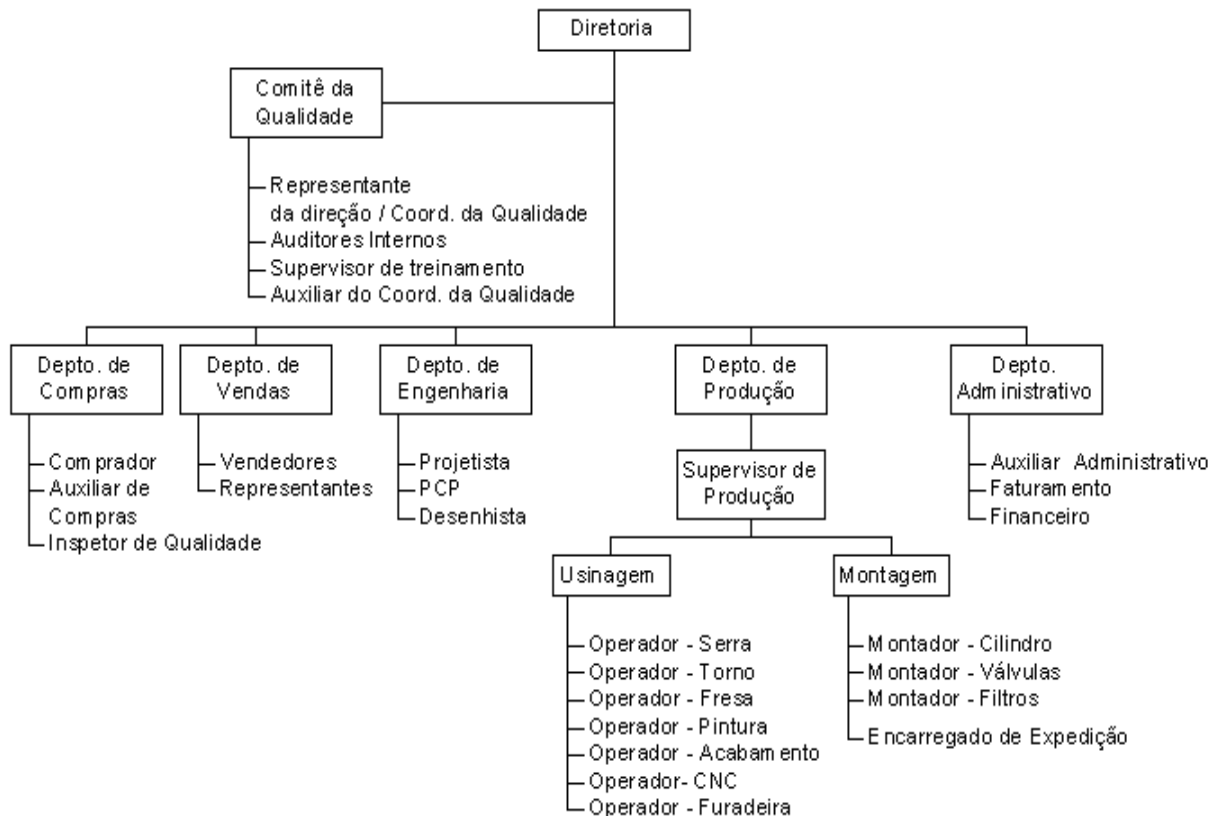 Diretoria
Comitê da
Qualidade
Representante
da direção / Coord. da Qualidade
Auditores Internos
Supervisor de treinamento
Auxiliar do Coord. da Qualidade
Depto. de
Compras
Depto. de
Vendas
Depto. de
Engenharia
Depto. de
Produção
Depto.
Administrativo
Comprador
Auxiliar de
Compras
Inspetor de Qualidade
Vendedores
Representantes
Projetista
PCP
Desenhista
Supervisor de
Produção
Auxiliar Administrativo
Faturamento
Financeiro
Usinagem
Montagem
Operador - Serra
Operador - Torno
Operador - Fresa
Operador - Pintura
Operador - Acabamento
Operador- CNC
Operador - Furadeira
Montador - Cilindro
Montador - Válvulas
Montador - Filtros
Encarregado de Expedição